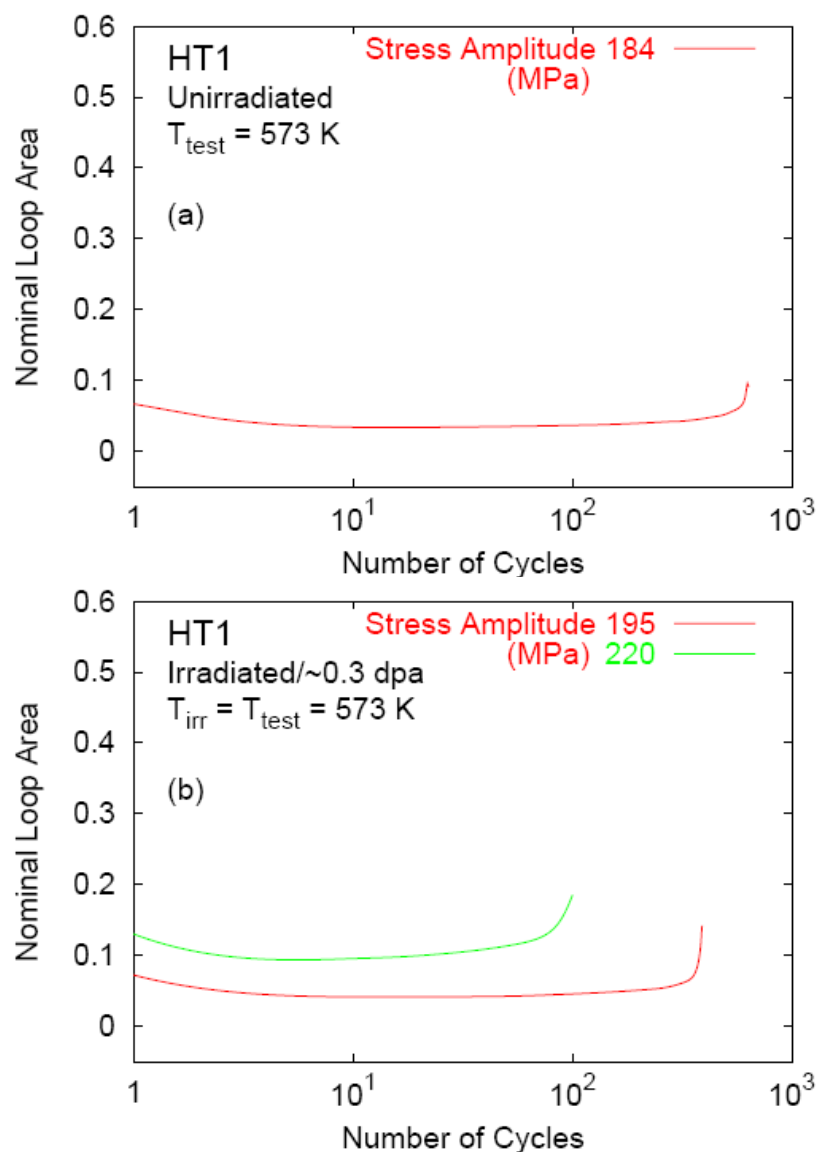 0.6
0.5
0.4
0.3
0.2
0.1
0
Nominal Loop Area
HT1
Unirradiated
T_test = 573 K
(a)
Stress Amplitude 184
(MPa)
1
10^1
10^2
10^3
Number of Cycles
0.6
0.5
0.4
0.3
0.2
0.1
0
Nominal Loop Area
HT1
Irradiated/~0.3 dpa
T_irr = T_test = 573 K
(b)
Stress Amplitude 195
(MPa) 220
1
10^1
10^2
10^3
Number of Cycles